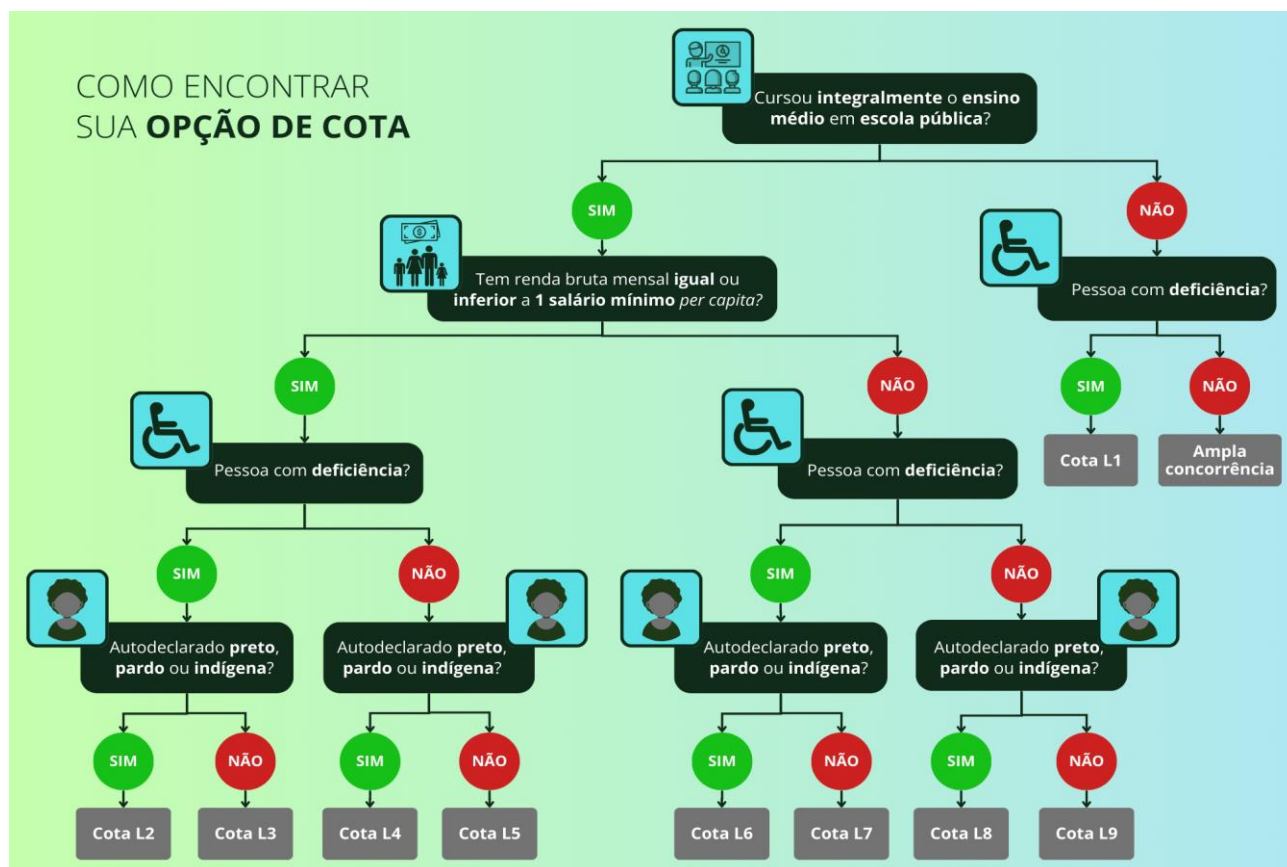 COMO ENCONTRAR
SUA OPÇÃO DE COTA
Cursou integralmente o ensino
médio em escola pública?
SIM
NÃO
Tem renda bruta mensal igual ou
inferior a 1 salário mínimo per capita?
Pessoa com deficiência?
SIM
NÃO
SIM
NÃO
Cota L1
Ampla
concorrência
Pessoa com deficiência?
Pessoa com deficiência?
SIM
NÃO
SIM
NÃO
Autodeclarado preto,
pardo ou indígena?
Autodeclarado preto,
pardo ou indígena?
Autodeclarado preto,
pardo ou indígena?
Autodeclarado preto,
pardo ou indígena?
SIM
NÃO
SIM
NÃO
SIM
NÃO
SIM
NÃO
Cota L2
Cota L3
Cota L4
Cota L5
Cota L6
Cota L7
Cota L8
Cota L9